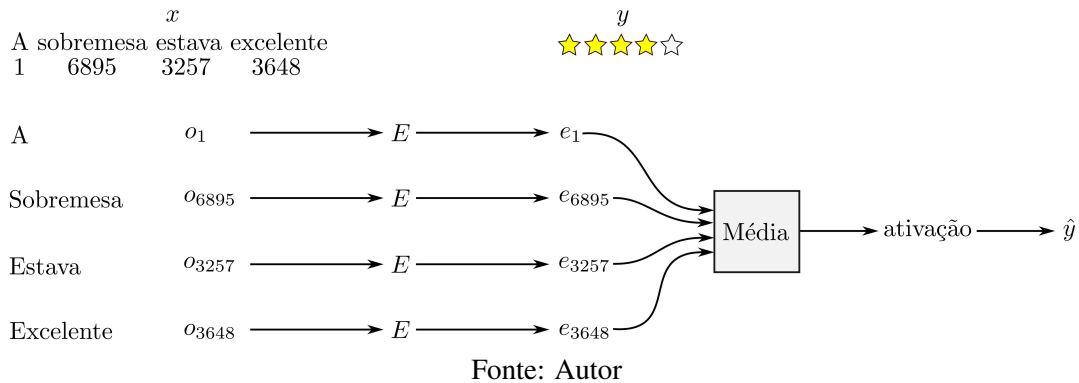 x y
A sobremesa estava excelente
1 6895 3257 3648
A o₁ E e₁
Sobremesa o₆₈₉₅ E e₆₈₉₅
Média ativação ŷ
Estava o₃₂₅₇ E e₃₂₅₇
Excelente o₃₆₄₈ E e₃₆₄₈
Fonte: Autor